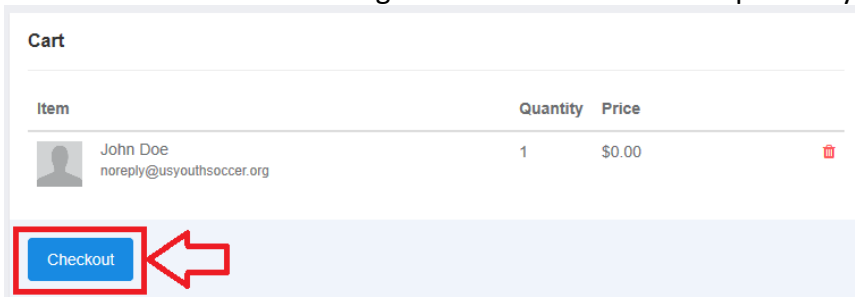 Cart
Item Quantity Price
John Doe 1 $0.00
noreply@usyouthsoccer.org
Checkout